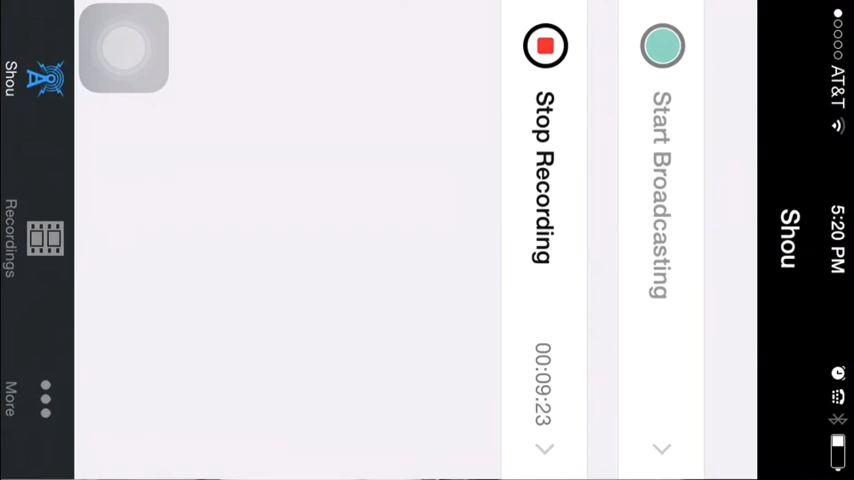 AT&T 5:20 PM
Shou
Start Broadcasting
Stop Recording 00:09:23
Shou Recordings More